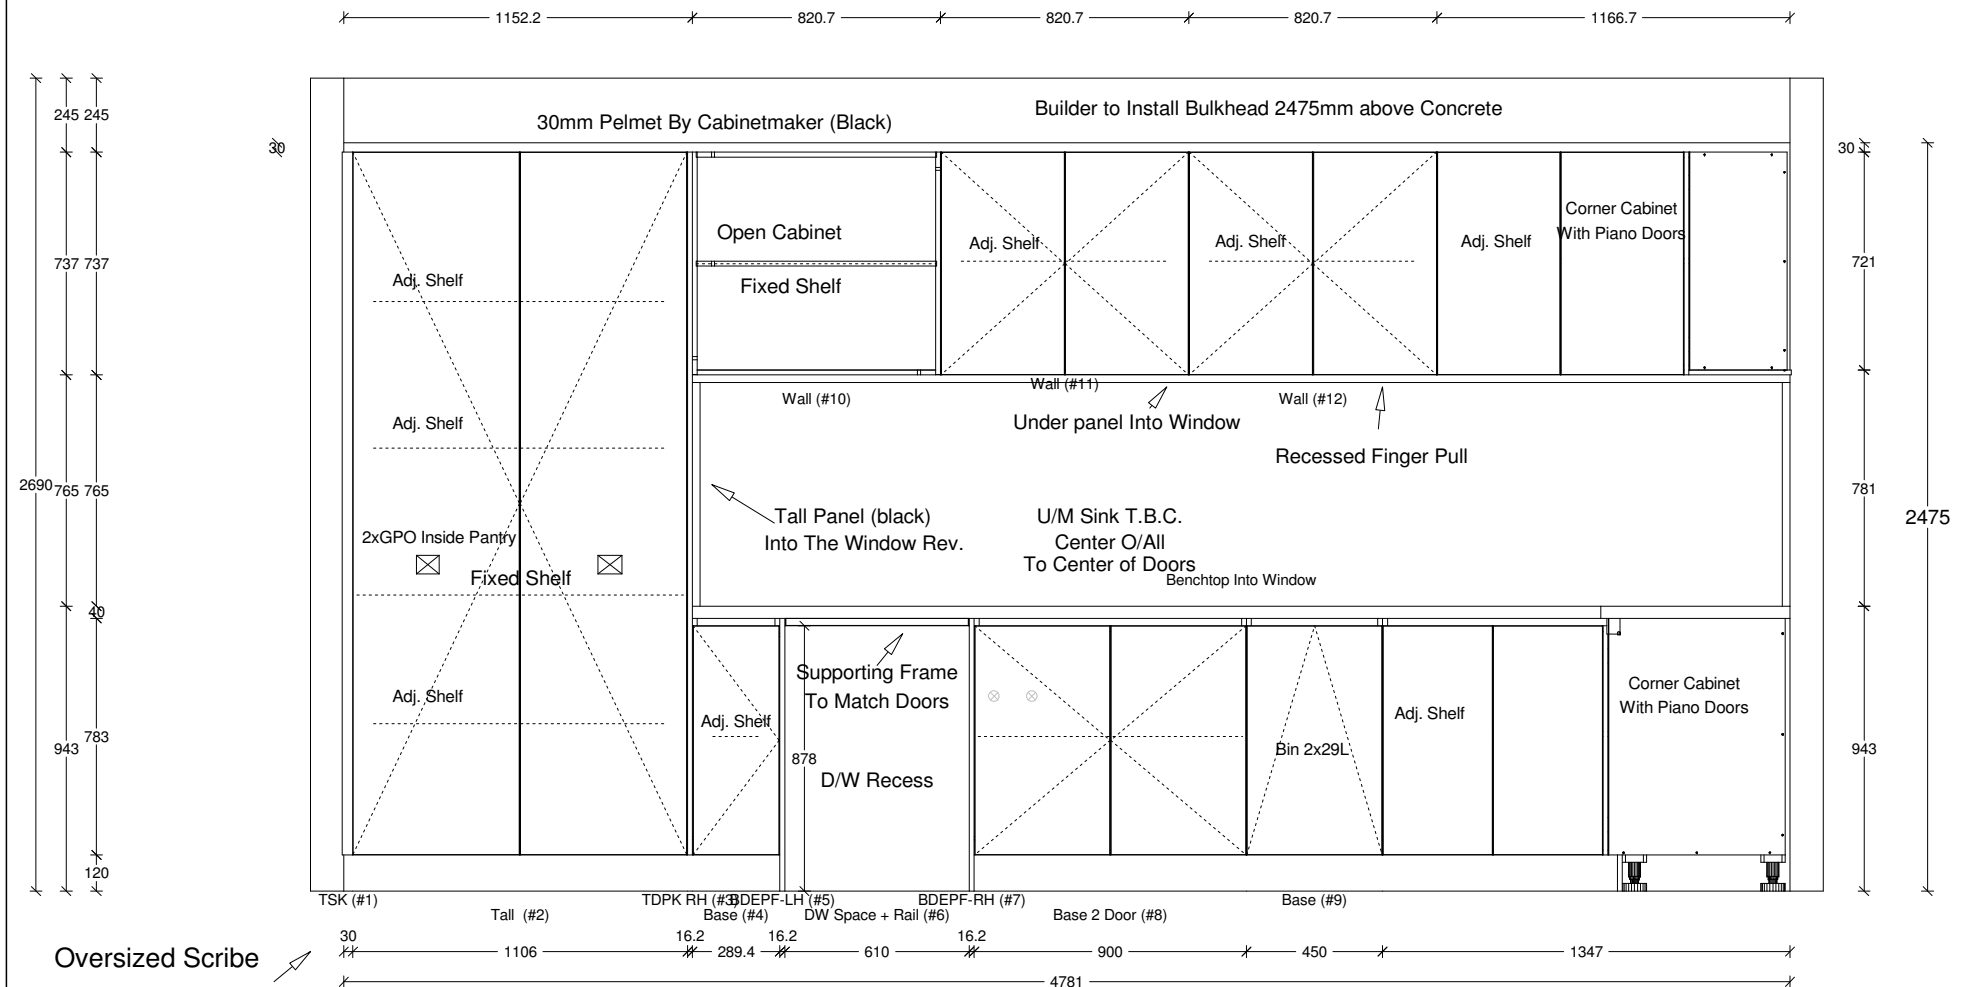 1152.2 820.7 820.7 820.7 1166.7
Builder to Install Bulkhead 2475mm above Concrete
30mm Pelmet By Cabinetmaker (Black)
245 245
30
30
Open Cabinet
Fixed Shelf
Adj. Shelf
Adj. Shelf
Adj. Shelf
Corner Cabinet
With Piano Doors
737 737
721
Adj. Shelf
Wall (#10)
Wall (#11)
Wall (#12)
Under panel Into Window
Recessed Finger Pull
Adj. Shelf
2690
765 765
781
2475
Tall Panel (black)
Into The Window Rev.
U/M Sink T.B.C.
Center O/All
To Center of Doors
Benchtop Into Window
2xGPO Inside Pantry
Fixed Shelf
40
Supporting Frame
To Match Doors
Adj. Shelf
Adj. Shelf
Adj. Shelf
Corner Cabinet
With Piano Doors
943
783
878
D/W Recess
Bin 2x29L
943
120
TSK (#1)
Tall (#2)
TDPK RH (#3)
Base (#4)
BDEPF-LH (#5)
DW Space + Rail (#6)
BDEPF-RH (#7)
Base 2 Door (#8)
Base (#9)
Oversized Scribe
30 1106 16.2 289.4 16.2 610 16.2 900 450 1347
4781